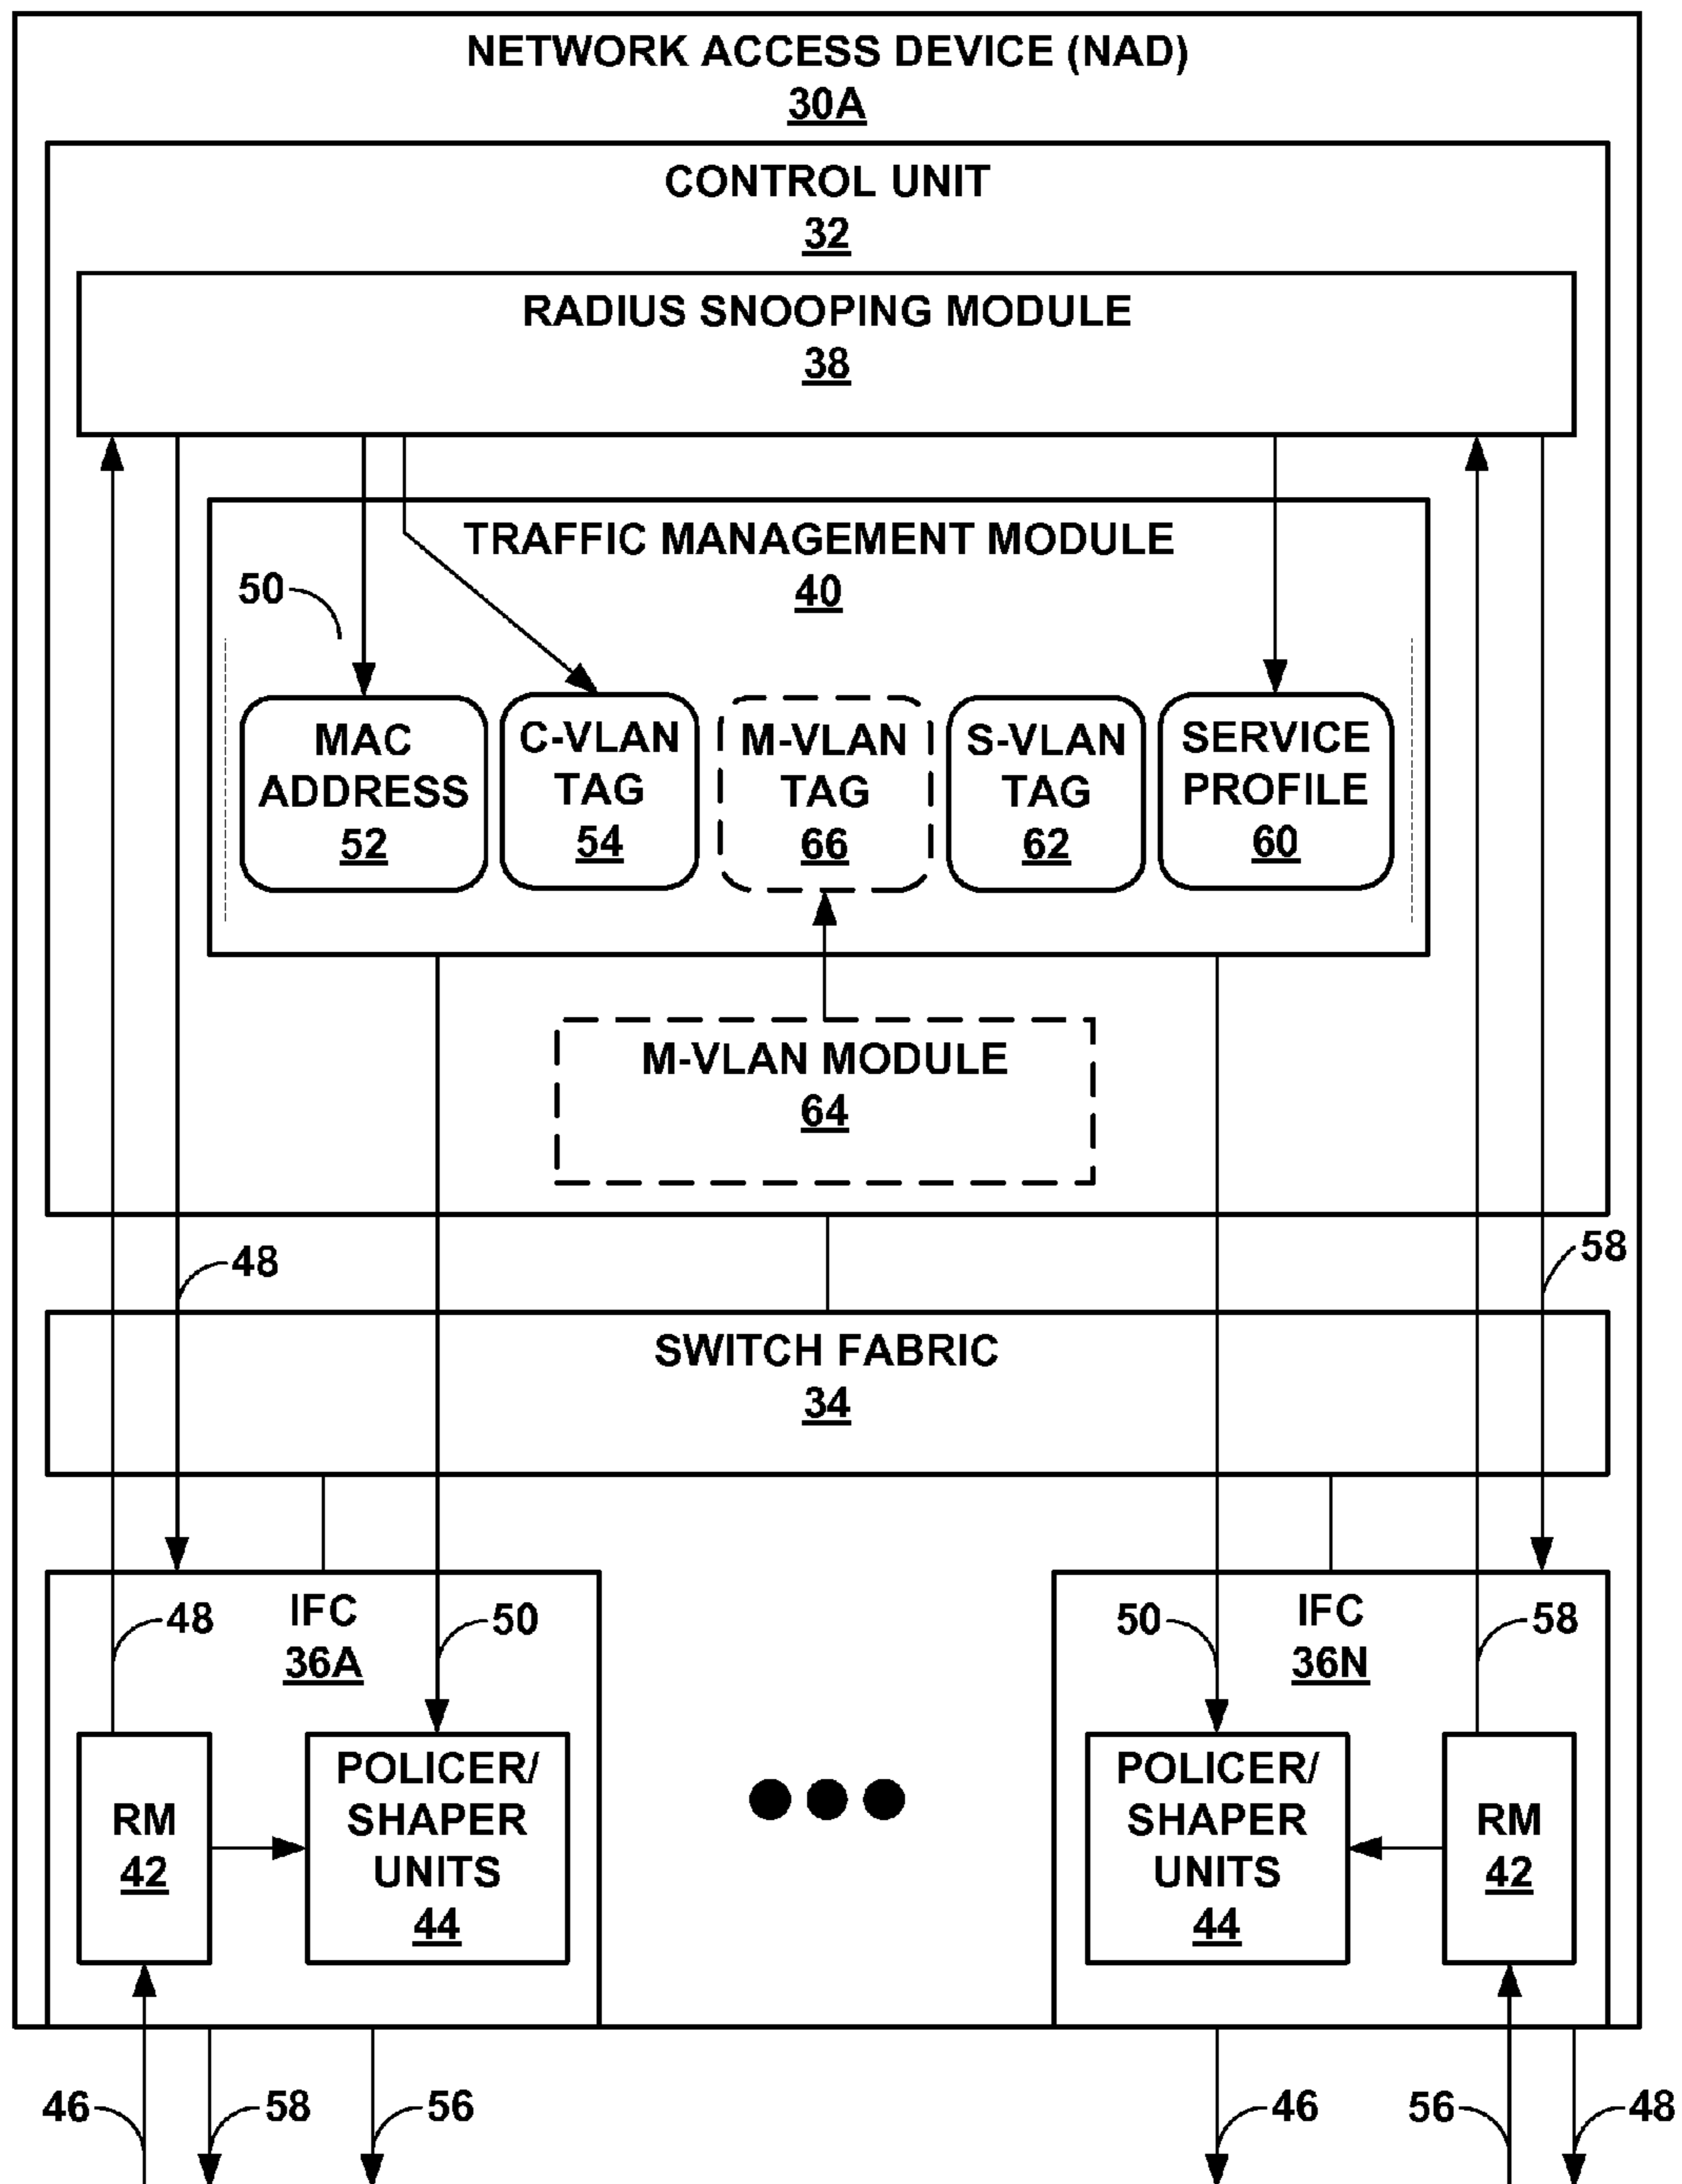 NETWORK ACCESS DEVICE (NAD)
30A
CONTROL UNIT
32
RADIUS SNOOPING MODULE
38
TRAFFIC MANAGEMENT MODULE
40
50
MAC
ADDRESS
52
C-VLAN
TAG
54
M-VLAN
TAG
66
S-VLAN
TAG
62
SERVICE
PROFILE
60
M-VLAN MODULE
64
48
58
SWITCH FABRIC
34
IFC
36A
48
50
RM
42
POLICER/
SHAPER
UNITS
44
IFC
36N
50
58
POLICER/
SHAPER
UNITS
44
RM
42
46
58
56
46
56
48